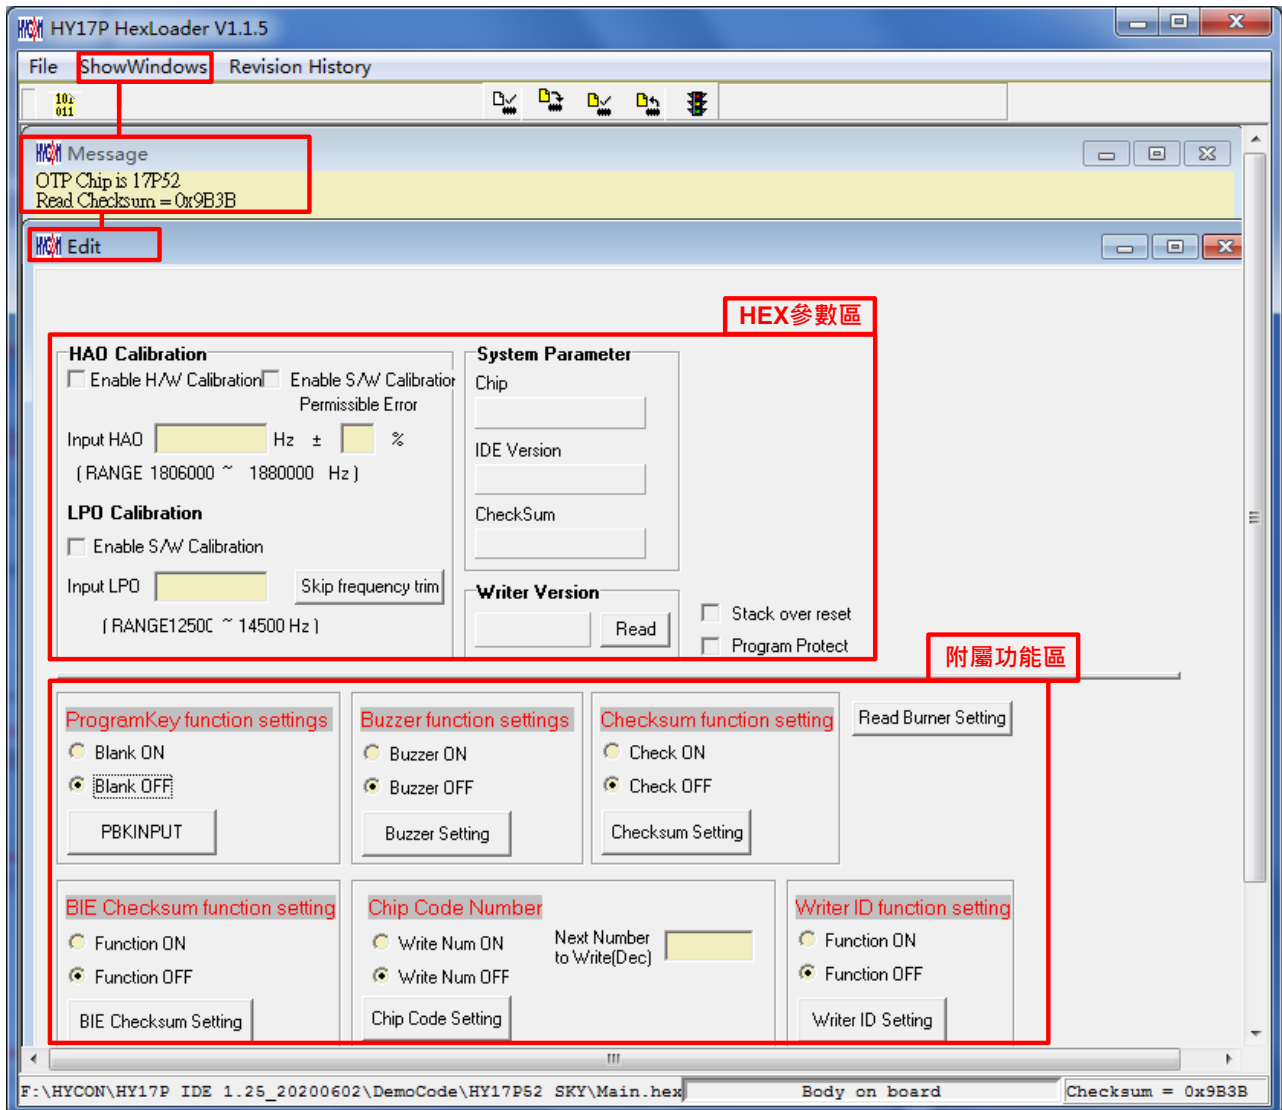 HY17P HexLoader V1.1.5
File ShowWindows Revision History
Message
OTP Chip is 17P52
Read Checksum = 0x9B3B
Edit
HEX參數區
HAO Calibration
Enable H/W Calibration Enable S/W Calibration
Permissible Error
Input HAO Hz ± %
( RANGE 1806000 ~ 1880000 Hz )
LPO Calibration
Enable S/W Calibration
Input LPO Skip frequency trim
( RANGE12500 ~ 14500 Hz )
System Parameter
Chip
IDE Version
CheckSum
Writer Version
Read
Stack over reset
Program Protect
附屬功能區
ProgramKey function settings
Blank ON
Blank OFF
PBKINPUT
Buzzer function settings
Buzzer ON
Buzzer OFF
Buzzer Setting
Checksum function setting
Check ON
Check OFF
Checksum Setting
Read Burner Setting
BIE Checksum function setting
Function ON
Function OFF
BIE Checksum Setting
Chip Code Number
Write Num ON
Write Num OFF
Next Number
to Write(Dec)
Chip Code Setting
Writer ID function setting
Function ON
Function OFF
Writer ID Setting
F:\HYCON\HY17P IDE 1.25_20200602\DemoCode\HY17P52 SKY\Main.hex Body on board Checksum = 0x9B3B